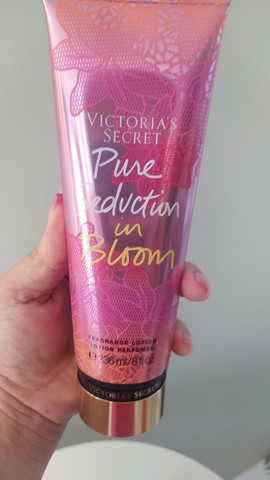 VICTORIA'S
SECRET
Pure
Seduction
in
Bloom
FRAGRANCE LOTION
LOTION PARFUMÉE
℮ 236 ml/8 fl oz
VICTORIA'S SECRET